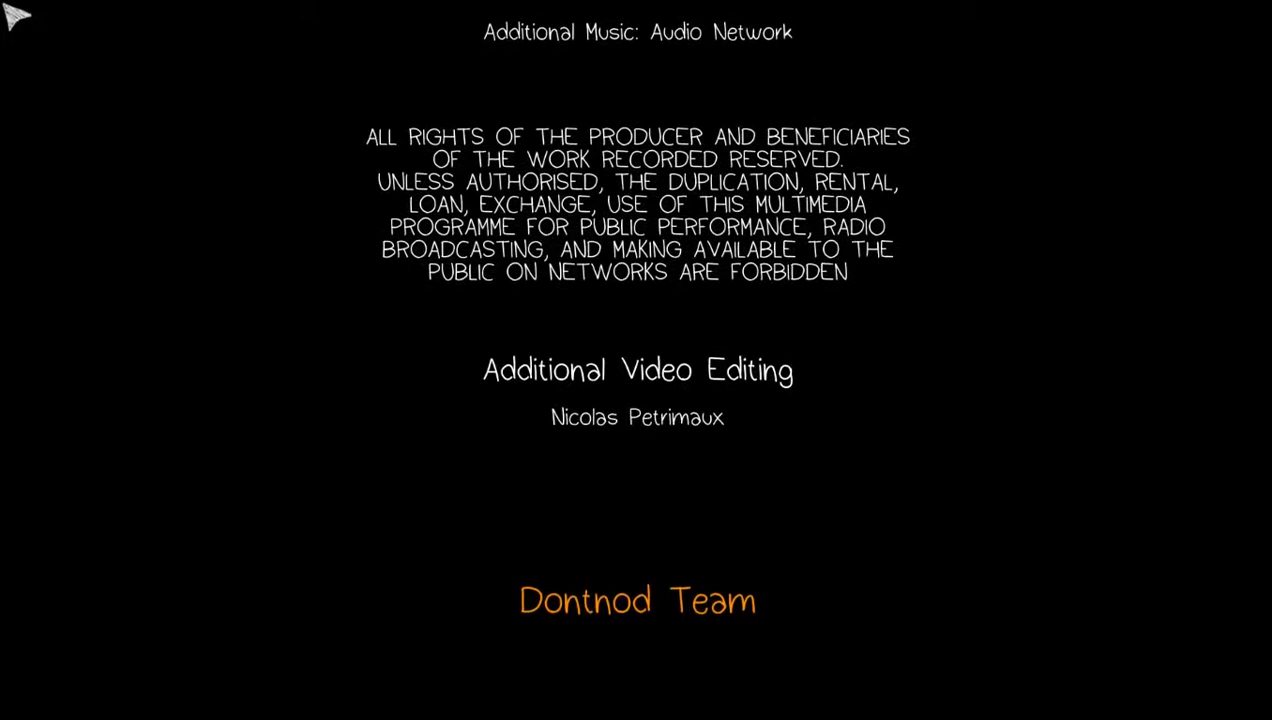 Additional Music: Audio Network
ALL RIGHTS OF THE PRODUCER AND BENEFICIARIES
OF THE WORK RECORDED RESERVED.
UNLESS AUTHORISED, THE DUPLICATION, RENTAL,
LOAN, EXCHANGE, USE OF THIS MULTIMEDIA
PROGRAMME FOR PUBLIC PERFORMANCE, RADIO
BROADCASTING, AND MAKING AVAILABLE TO THE
PUBLIC ON NETWORKS ARE FORBIDDEN
Additional Video Editing
Nicolas Petrimaux
Dontnod Team